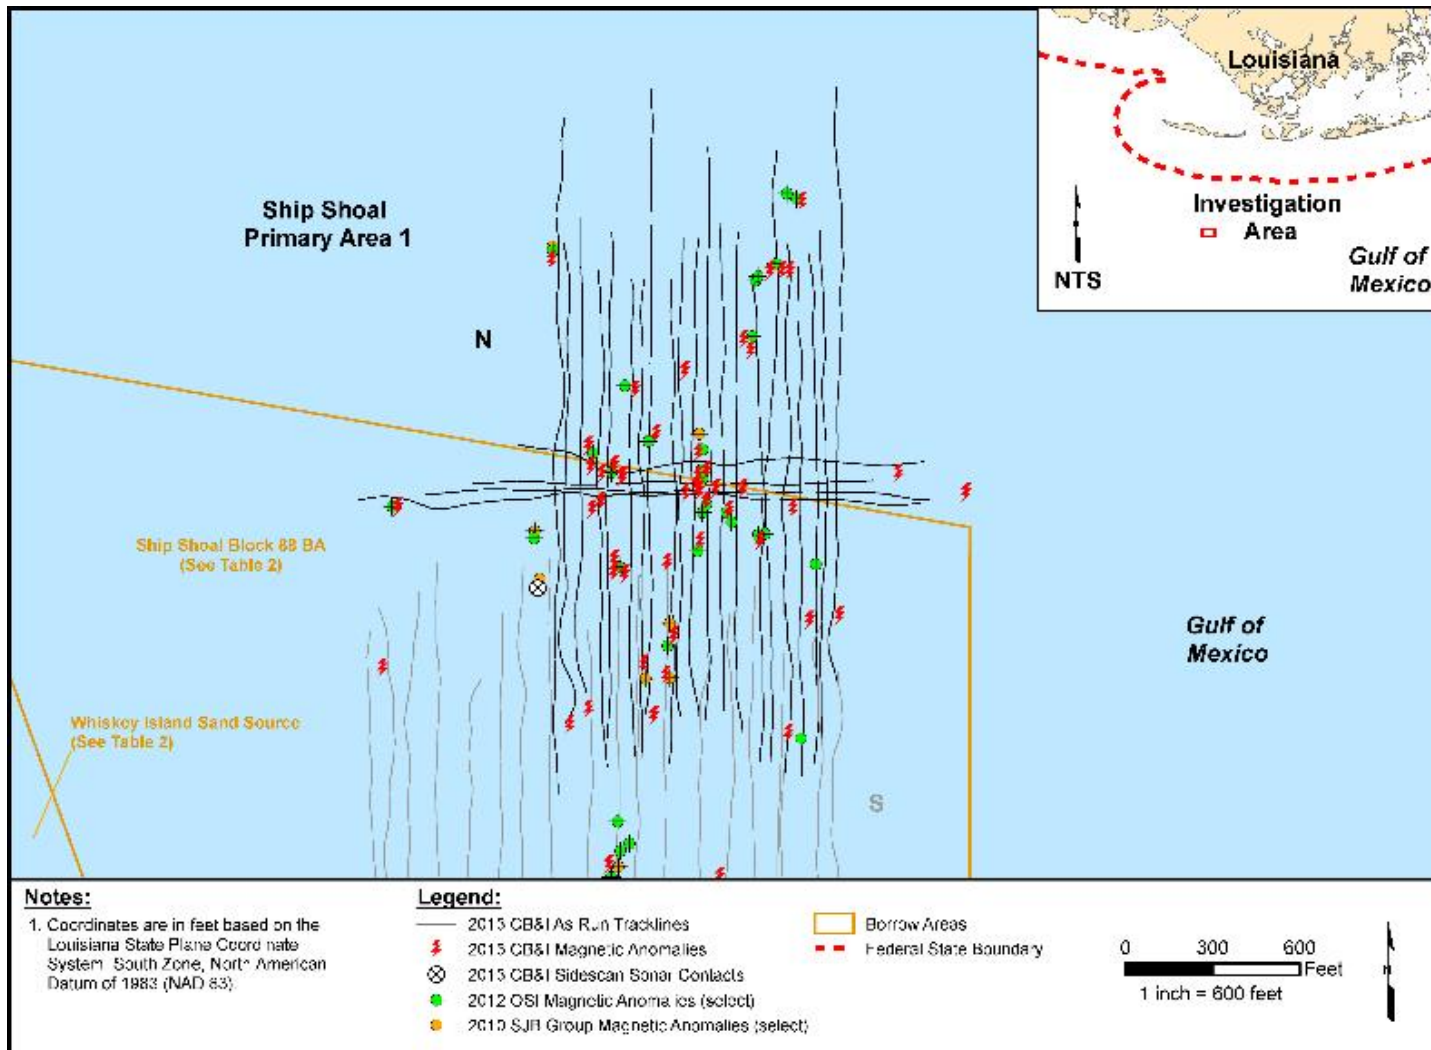 Louisiana
Investigation
Area
NTS
Gulf of
Mexico
Ship Shoal
Primary Area 1
N
Ship Shoal Block 88 BA
(See Table 2)
Gulf of
Mexico
Whiskey Island Sand Source
(See Table 2)
S
Notes:
1. Coordinates are in feet based on the
Louisiana State Plane Coordinate
System South Zone, North American
Datum of 1983 (NAD 83).
Legend:
CB&I As Run Tracklines
CB&I Magnetic Anomalies
CB&I Sidescan Sonar Contacts
2012 OSI Magnetic Anomalies (select)
2010 SJB Group Magnetic Anomalies (select)
Borrow Areas
Federal State Boundary
0 300 600
Feet
1 inch = 600 feet
N